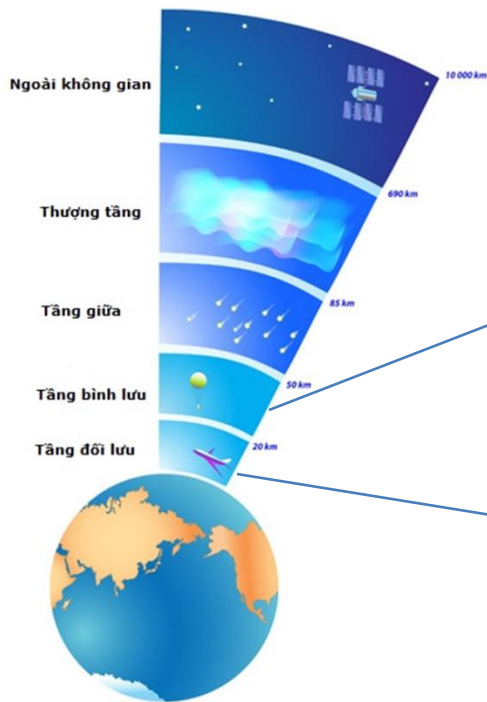 Ngoài không gian
10 000 km
690 km
Thượng tầng
85 km
Tầng giữa
50 km
Tầng bình lưu
20 km
Tầng đối lưu